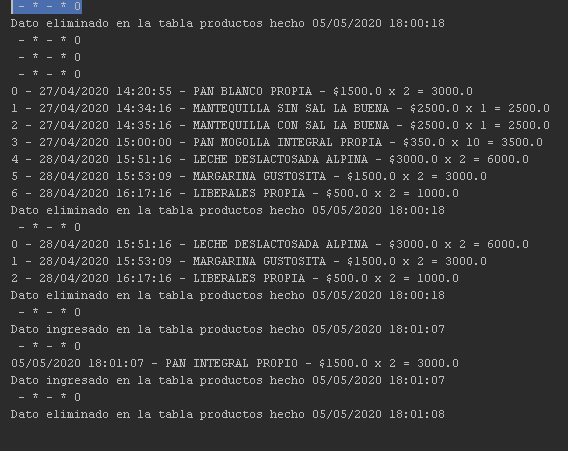 - * - * 0
Dato eliminado en la tabla productos hecho 05/05/2020 18:00:18
- * - * 0
- * - * 0
- * - * 0
0 - 27/04/2020 14:20:55 - PAN BLANCO PROPIA - $1500.0 x 2 = 3000.0
1 - 27/04/2020 14:34:16 - MANTEQUILLA SIN SAL LA BUENA - $2500.0 x 1 = 2500.0
2 - 27/04/2020 14:35:16 - MANTEQUILLA CON SAL LA BUENA - $2500.0 x 1 = 2500.0
3 - 27/04/2020 15:00:00 - PAN MOGOLLA INTEGRAL PROPIA - $350.0 x 10 = 3500.0
4 - 28/04/2020 15:51:16 - LECHE DESLACTOSADA ALPINA - $3000.0 x 2 = 6000.0
5 - 28/04/2020 15:53:09 - MARGARINA GUSTOSITA - $1500.0 x 2 = 3000.0
6 - 28/04/2020 16:17:16 - LIBERALES PROPIA - $500.0 x 2 = 1000.0
Dato eliminado en la tabla productos hecho 05/05/2020 18:00:18
- * - * 0
0 - 28/04/2020 15:51:16 - LECHE DESLACTOSADA ALPINA - $3000.0 x 2 = 6000.0
1 - 28/04/2020 15:53:09 - MARGARINA GUSTOSITA - $1500.0 x 2 = 3000.0
2 - 28/04/2020 16:17:16 - LIBERALES PROPIA - $500.0 x 2 = 1000.0
Dato eliminado en la tabla productos hecho 05/05/2020 18:00:18
- * - * 0
Dato ingresado en la tabla productos hecho 05/05/2020 18:01:07
- * - * 0
05/05/2020 18:01:07 - PAN INTEGRAL PROPIO - $1500.0 x 2 = 3000.0
Dato ingresado en la tabla productos hecho 05/05/2020 18:01:07
- * - * 0
Dato eliminado en la tabla productos hecho 05/05/2020 18:01:08